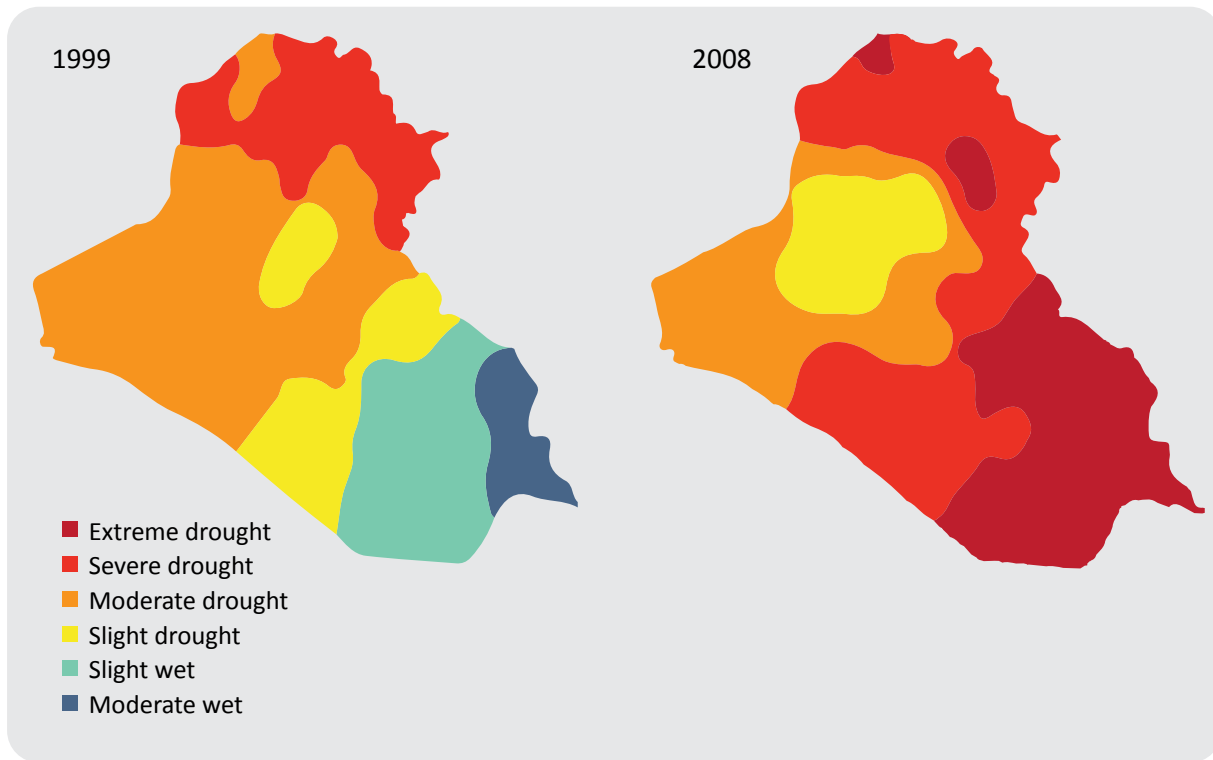 1999
2008
Extreme drought
Severe drought
Moderate drought
Slight drought
Slight wet
Moderate wet